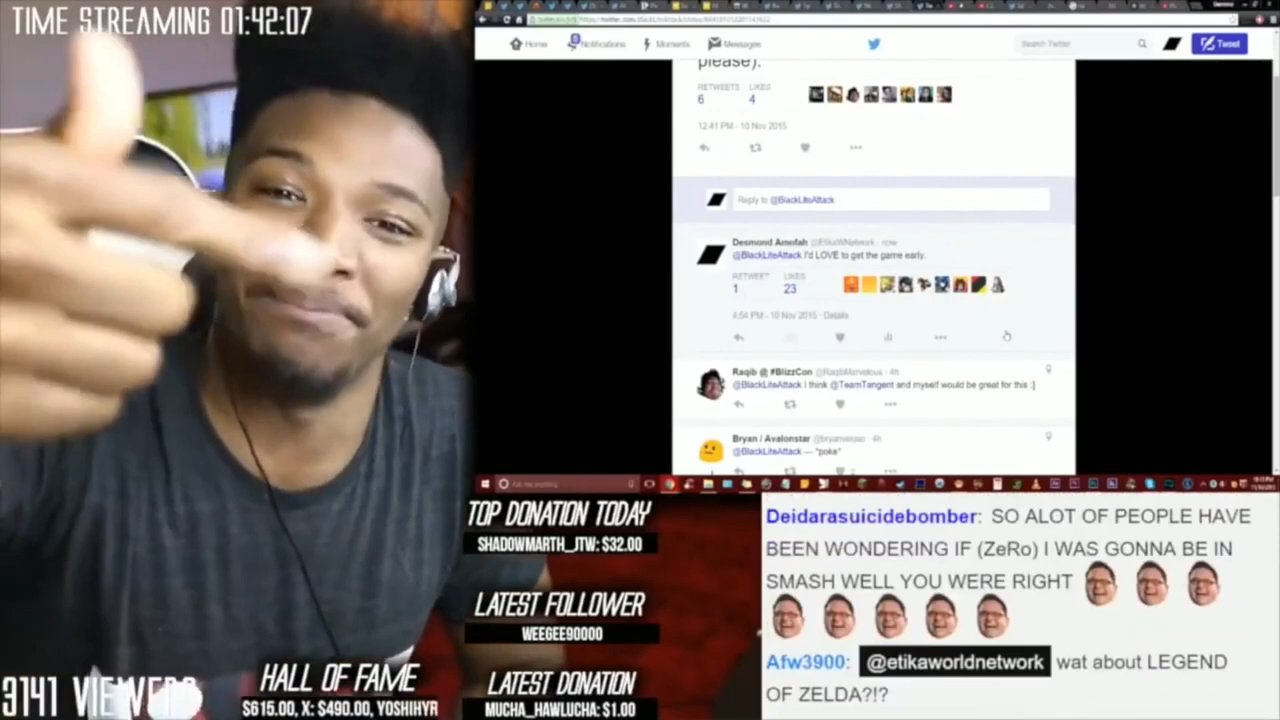 TIME STREAMING 01:42:07
Home
Notifications
Moments
Messages
Search Twitter
Tweet
please).
RETWEETS LIKES
6 4
12:41 PM - 10 Nov 2015
Reply to @BlackLiteAttack
Desmond Amofah @EtikaWNetwork · now
@BlackLiteAttack I'd LOVE to get the game early.
RETWEET LIKES
1 23
4:54 PM - 10 Nov 2015 · Details
Raqib @ #BlizzCon @RaqibMarvelous · 4h
@BlackLiteAttack I think @TeamTangent and myself would be great for this :]
Bryan / Avalonstar @bryanveloso · 4h
@BlackLiteAttack — *poke*
2
Ask me anything
TOP DONATION TODAY
SHADOWMARTH_JTW: $32.00
LATEST FOLLOWER
WEEGEE90000
LATEST DONATION
MUCHA_HAWLUCHA: $1.00
HALL OF FAME
$615.00, X: $490.00, YOSHIHYR
3141 VIEWERS
Deidarasuicidebomber: SO ALOT OF PEOPLE HAVE
BEEN WONDERING IF (ZeRo) I WAS GONNA BE IN
SMASH WELL YOU WERE RIGHT
Afw3900: @etikaworldnetwork wat about LEGEND
OF ZELDA?!?